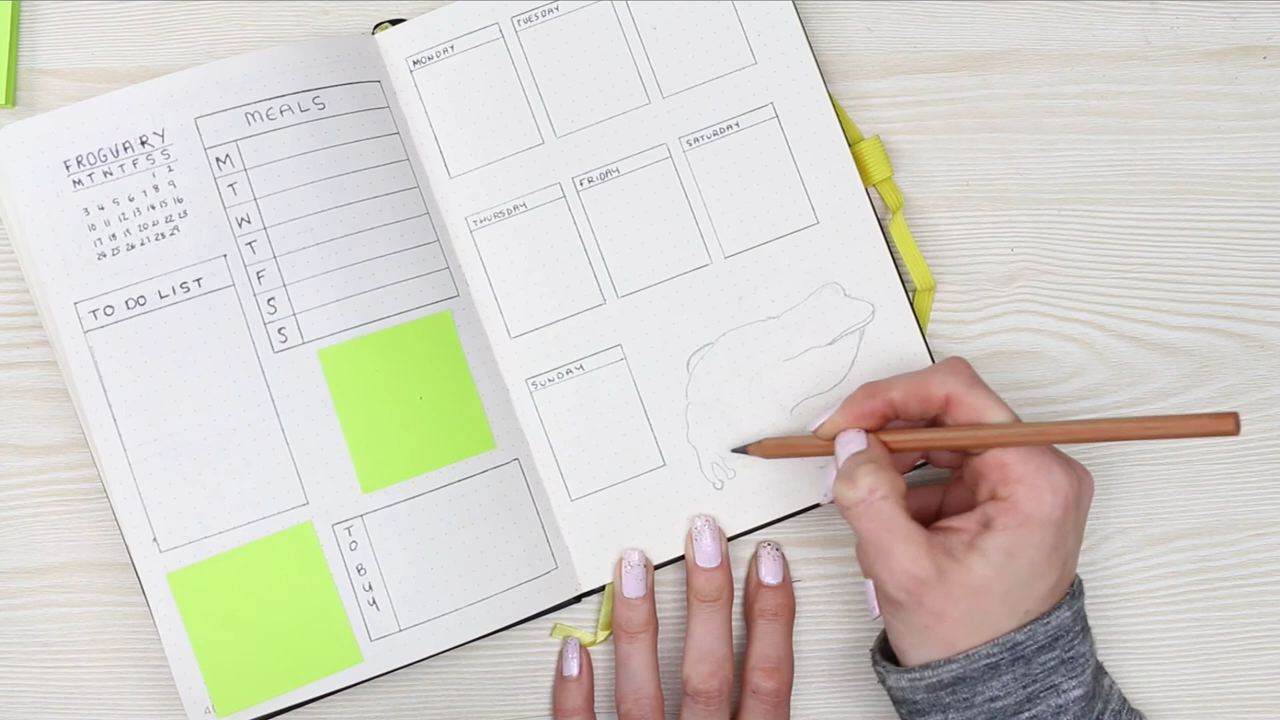 FROGUARY
M T W T F S S
1 2
3 4 5 6 7 8 9
10 11 12 13 14 15 16
17 18 19 20 21 22 23
24 25 26 27 28 29
MEALS
M
T
W
T
F
S
S
TO DO LIST
TO BUY
MONDAY
TUESDAY
THURSDAY
FRIDAY
SATURDAY
SUNDAY